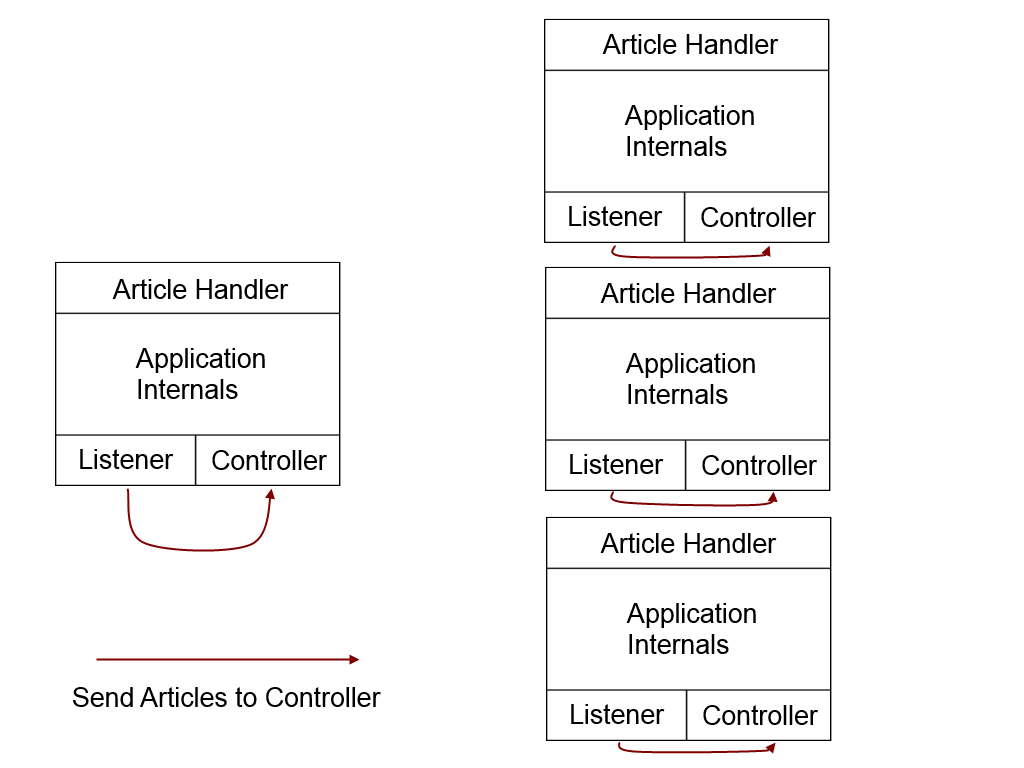 Article Handler
Application
Internals
Listener
Controller
Send Articles to Controller
Article Handler
Application
Internals
Listener
Controller
Article Handler
Application
Internals
Listener
Controller
Article Handler
Application
Internals
Listener
Controller